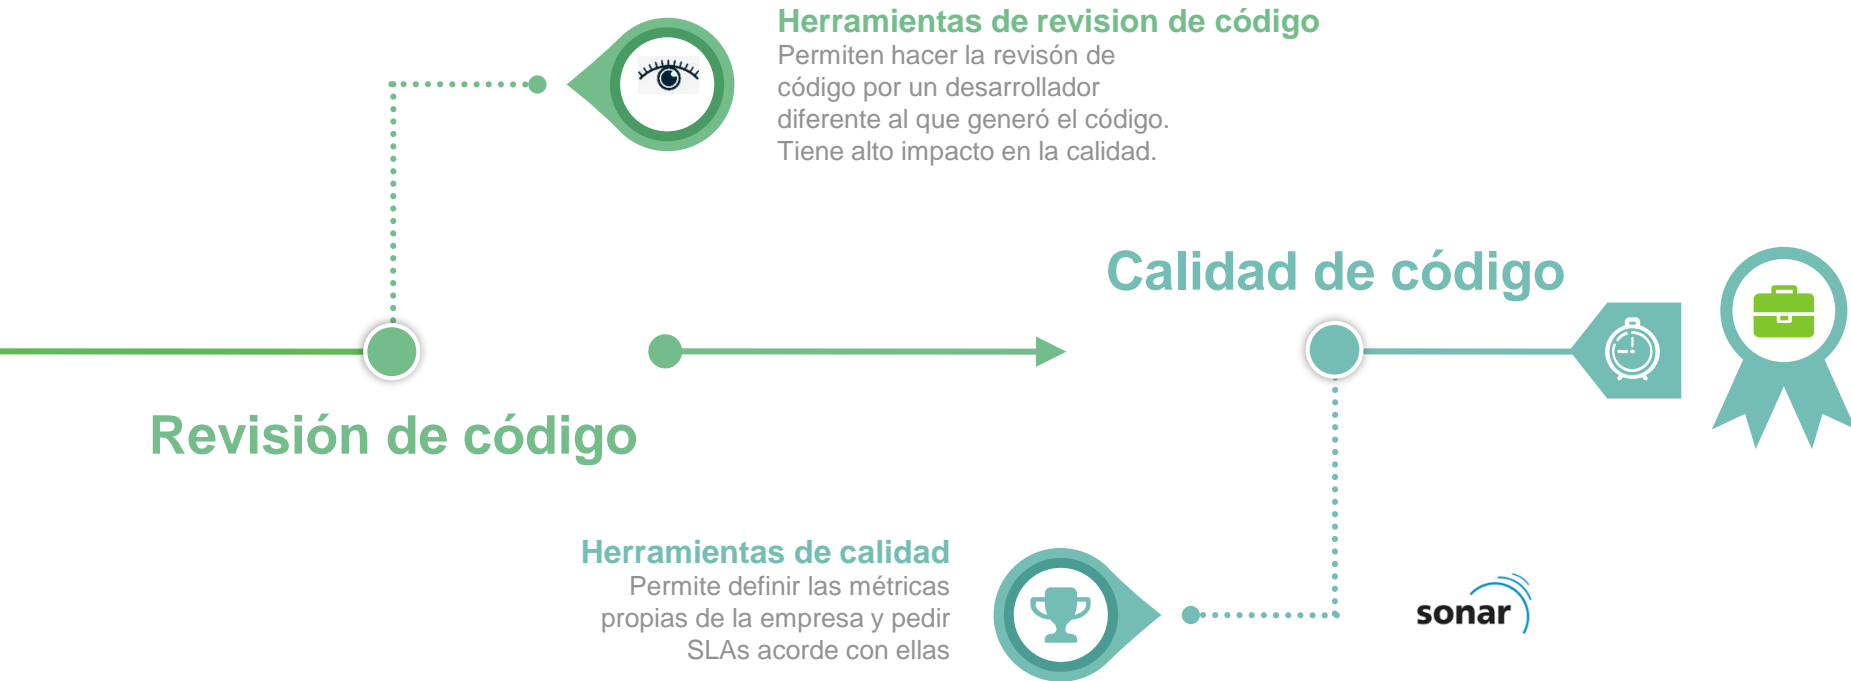 Herramientas de revision de código
Permiten hacer la revisón de
código por un desarrollador
diferente al que generó el código.
Tiene alto impacto en la calidad.
Calidad de código
Revisión de código
Herramientas de calidad
Permite definir las métricas
propias de la empresa y pedir
SLAs acorde con ellas
sonar